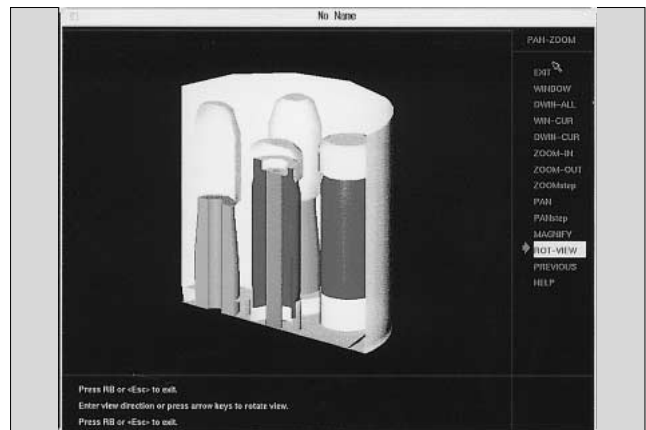 No Name
PAN-ZOOM
EXIT
WINDOW
DWIN-ALL
WIN-CUR
DWIN-CUR
ZOOM-IN
ZOOM-OUT
ZOOMstep
PAN
PANstep
MAGNIFY
ROT-VIEW
PREVIOUS
HELP
Press RB or <Esc> to exit.
Enter view direction or press arrow keys to rotate view.
Press RB or <Esc> to exit.